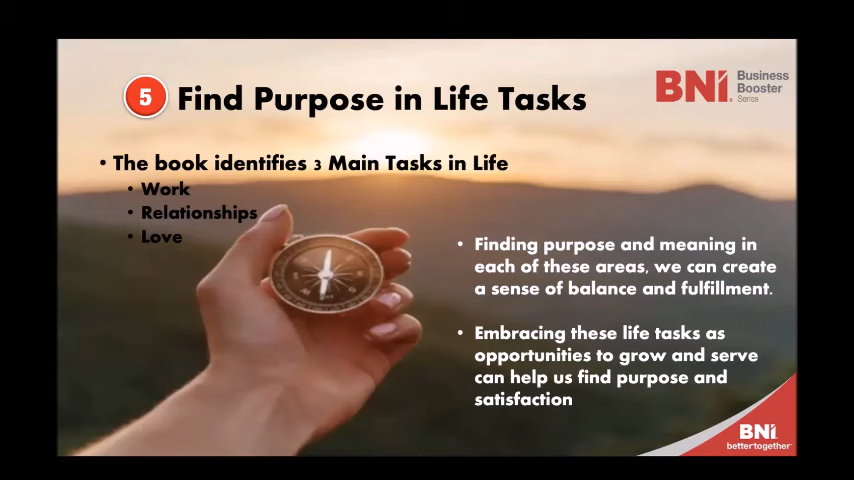 5 Find Purpose in Life Tasks
BNI® Business
Booster
Series
• The book identifies 3 Main Tasks in Life
• Work
• Relationships
• Love
• Finding purpose and meaning in
each of these areas, we can create
a sense of balance and fulfillment.
• Embracing these life tasks as
opportunities to grow and serve
can help us find purpose and
satisfaction
BNI
bettertogether